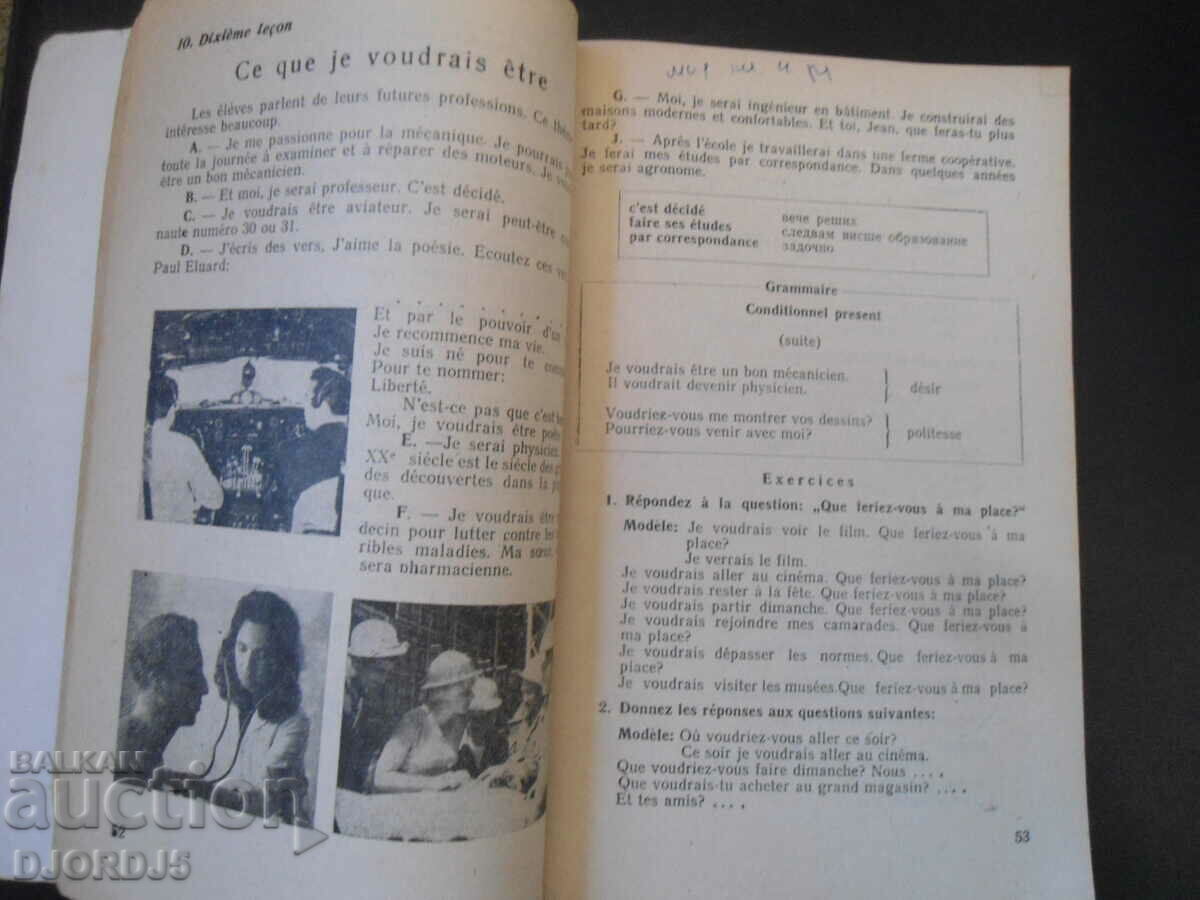 10. Dixième leçon
Ce que je voudrais être
Les élèves parlent de leurs futures professions. Ce
intéresse beaucoup.
A. — Je me passionne pour la mécanique. Je pourrais
toute la journée à examiner et à réparer des moteurs. Je
être un bon mécanicien.
B. — Et moi, je serai professeur. C'est décidé.
C. — Je voudrais être aviateur. Je serai peut-être
naute numéro 30 ou 31.
D. — J'écris des vers, J'aime la poésie. Ecoutez ces
Paul Eluard:
Et par le pouvoir d'un
Je recommence ma vie.
Je suis né pour te
Pour te nommer:
Liberté.
N'est-ce pas que c'est
Moi, je voudrais être
E. —Je serai physicien
XXe siécle est le siécle des
des découvertes dans la
que.
F. — Je voudrais être
decin pour lutter contre les
ribles maladies. Ma sœur
sera pharmacienne.
52
G. — Moi, je serai ingénieur en bâtiment. Je construirai des
maisons modernes et confortables. Et toi, Jean, que feras-tu plus
tard?
J. — Après l'école je travaillerai dans une ferme coopérative.
Je ferai mes études par correspondance. Dans quelques années
je serai agronome.
c'est décidé вече реших
faire ses études следвам висше образование
par correspondance задочно
Grammaire
Conditionnel present
(suite)
Je voudrais être un bon mécanicien.
Il voudrait devenir physicien.
désir
Voudriez-vous me montrer vos dessins?
Pourriez-vous venir avec moi?
politesse
Exercices
1. Répondez à la question: „Que feriez-vous à ma place?“
Modèle: Je voudrais voir le film. Que feriez-vous à ma
place?
Je verrais le film.
Je voudrais aller au cinéma. Que feriez-vous à ma place?
Je voudrais rester à la fête. Que feriez-vous à ma place?
Je voudrais partir dimanche. Que feriez-vous à ma place?
Je voudrais rejoindre mes camarades. Que feriez-vous à
ma place?
Je voudrais dépasser les normes. Que feriez-vous à ma
place?
Je voudrais visiter les musées. Que feriez-vous à ma place?
2. Donnez les réponses aux questions suivantes:
Modèle: Où voudriez-vous aller ce soir?
Ce soir je voudrais aller au cinéma.
Que voudriez-vous faire dimanche? Nous ....
Que voudrais-tu acheter au grand magasin? ....
Et tes amis? ....
53
BALKAN
auction
DJORDJ5